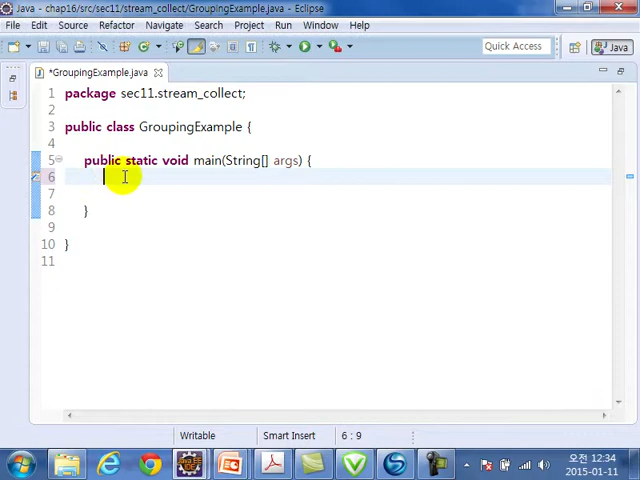 Java - chap16/src/sec11/stream_collect/GroupingExample.java - Eclipse
File Edit Source Refactor Navigate Search Project Run Window Help
Quick Access Java
*GroupingExample.java
1 package sec11.stream_collect;
2
3 public class GroupingExample {
4
5 public static void main(String[] args) {
6
7
8 }
9
10 }
11
Writable Smart Insert 6 : 9
오전 12:34
2015-01-11